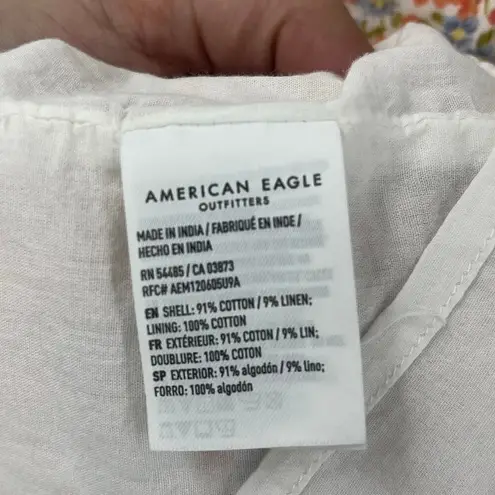 AMERICAN EAGLE
OUTFITTERS
MADE IN INDIA / FABRIQUÉ EN INDE /
HECHO EN INDIA
RN 54485 / CA 03873
RFC# AEM120605U9A
EN SHELL: 91% COTTON / 9% LINEN;
LINING: 100% COTTON
FR EXTÉRIEUR: 91% COTON / 9% LIN;
DOUBLURE: 100% COTON
SP EXTERIOR: 91% algodón / 9% lino;
FORRO: 100% algodón